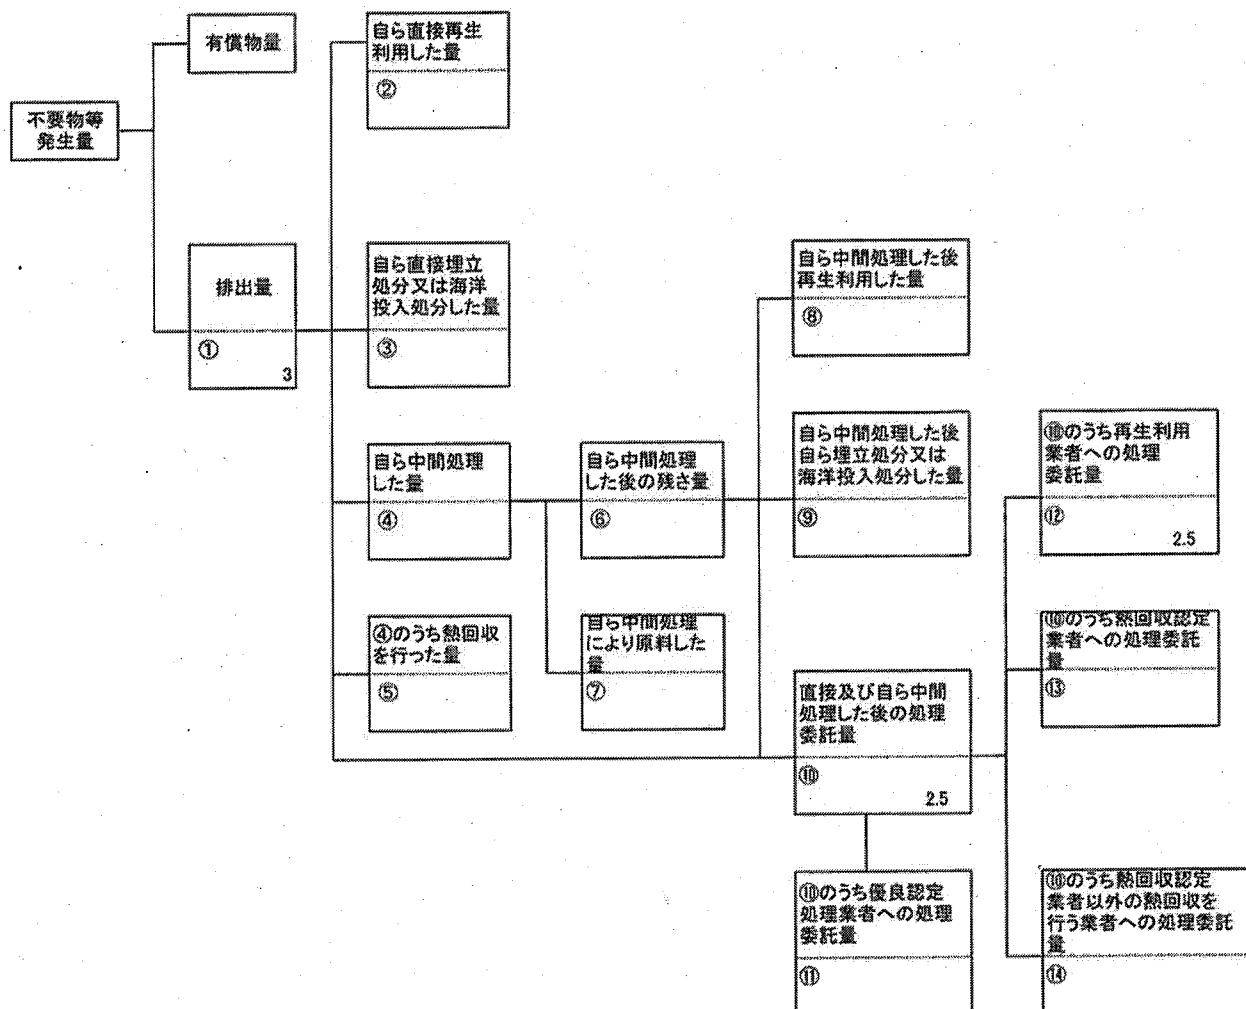 有償物量
自ら直接再生
利用した量
②
不要物等
発生量
排出量
①
3
自ら直接埋立
処分又は海洋
投入処分した量
③
自ら中間処理した後
再生利用した量
⑧
自ら中間処理
した量
④
自ら中間処理
した後の残さ量
⑥
自ら中間処理した後
自ら埋立処分又は
海洋投入処分した量
⑨
⑩のうち再生利用
業者への処理
委託量
⑫
2.5
④のうち熱回収
を行った量
⑤
自ら中間処理
により原料した
量
⑦
直接及び自ら中間
処理した後の処理
委託量
⑩
2.5
⑩のうち熱回収認定
業者への処理委託
量
⑬
⑩のうち優良認定
処理業者への処理
委託量
⑪
⑩のうち熱回収認定
業者以外の熱回収を
行う業者への処理委託
量
⑭